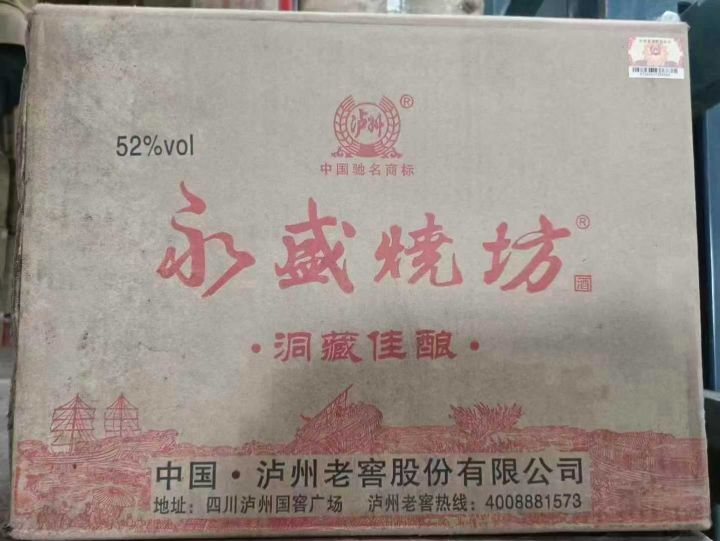 泸州®
52%vol
中国驰名商标
永盛烧坊®
酒
·洞藏佳酿·
中国·泸州老窖股份有限公司
地址：四川泸州国窖广场 泸州老窖热线：4008881573